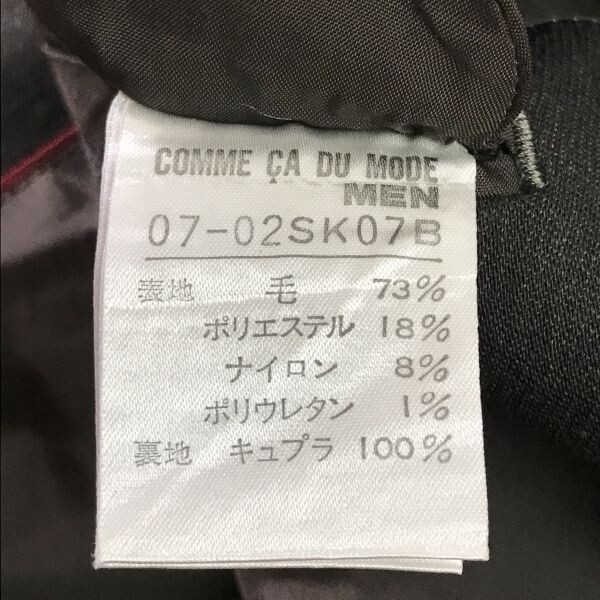 COMME ÇA DU MODE
MEN
07-02SK07B
表地 毛 73%
ポリエステル 18%
ナイロン 8%
ポリウレタン 1%
裏地 キュプラ 100%